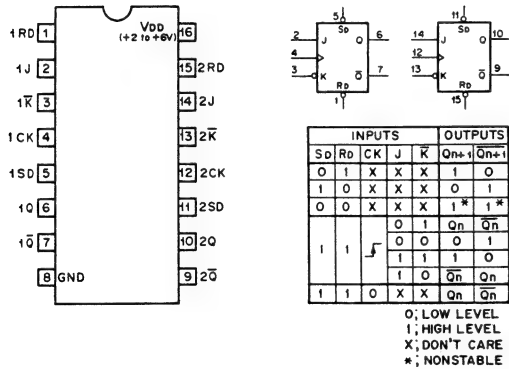 VDD
(+2 to +6V)
1RD 1
1J 2
1K̅ 3
1CK 4
1SD 5
1Q 6
1Q̅ 7
8 GND
16
15 2RD
14 2J
13 2K̅
12 2CK
11 2SD
10 2Q
9 2Q̅
5 SD
2 J Q 6
4
3 K Q̅ 7
RD
1
11 SD
14 J Q 10
12
13 K Q̅ 9
RD
15
INPUTS OUTPUTS
SD RD CK J K̅ Qn+1 Q̅n+1
0 1 X X X 1 0
1 0 X X X 0 1
0 0 X X X 1* 1*
1 1 0 1 Qn Q̅n
0 0 0 1
1 1 1 0
1 0 Q̅n Qn
1 1 0 X X Qn Q̅n
0; LOW LEVEL
1; HIGH LEVEL
X; DON'T CARE
*; NONSTABLE